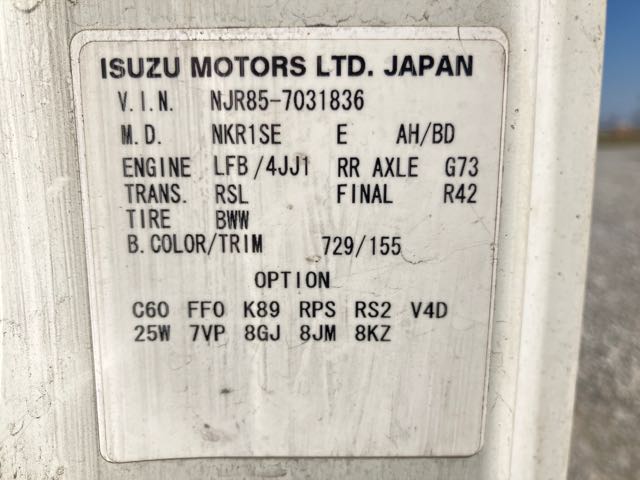 ISUZU MOTORS LTD. JAPAN
V.I.N. NJR85-7031836
M.D. NKR1SE E AH/BD
ENGINE LFB/4JJ1 RR AXLE G73
TRANS. RSL FINAL R42
TIRE BWW
B.COLOR/TRIM 729/155
OPTION
C60 FF0 K89 RPS RS2 V4D
25W 7VP 8GJ 8JM 8KZ